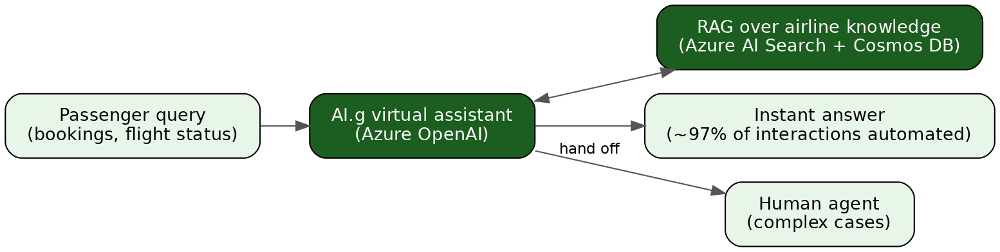 Passenger query
(bookings, flight status)
AI.g virtual assistant
(Azure OpenAI)
RAG over airline knowledge
(Azure AI Search + Cosmos DB)
Instant answer
(~97% of interactions automated)
hand off
Human agent
(complex cases)